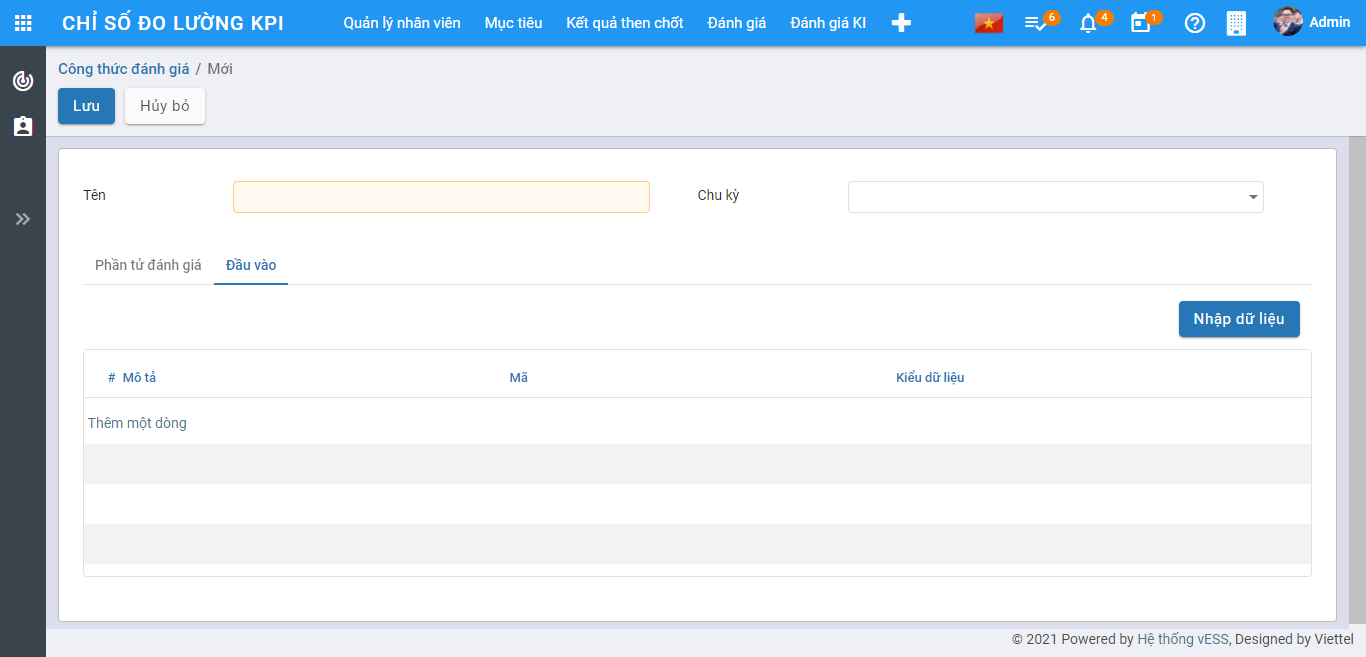 CHỈ SỐ ĐO LƯỜNG KPI Quản lý nhân viên Mục tiêu Kết quả then chốt Đánh giá Đánh giá KI 6 4 1 Admin
Công thức đánh giá / Mới
Lưu Hủy bỏ
Tên Chu kỳ
Phần tử đánh giá Đầu vào
Nhập dữ liệu
# Mô tả Mã Kiểu dữ liệu
Thêm một dòng
© 2021 Powered by Hệ thống vESS, Designed by Viettel